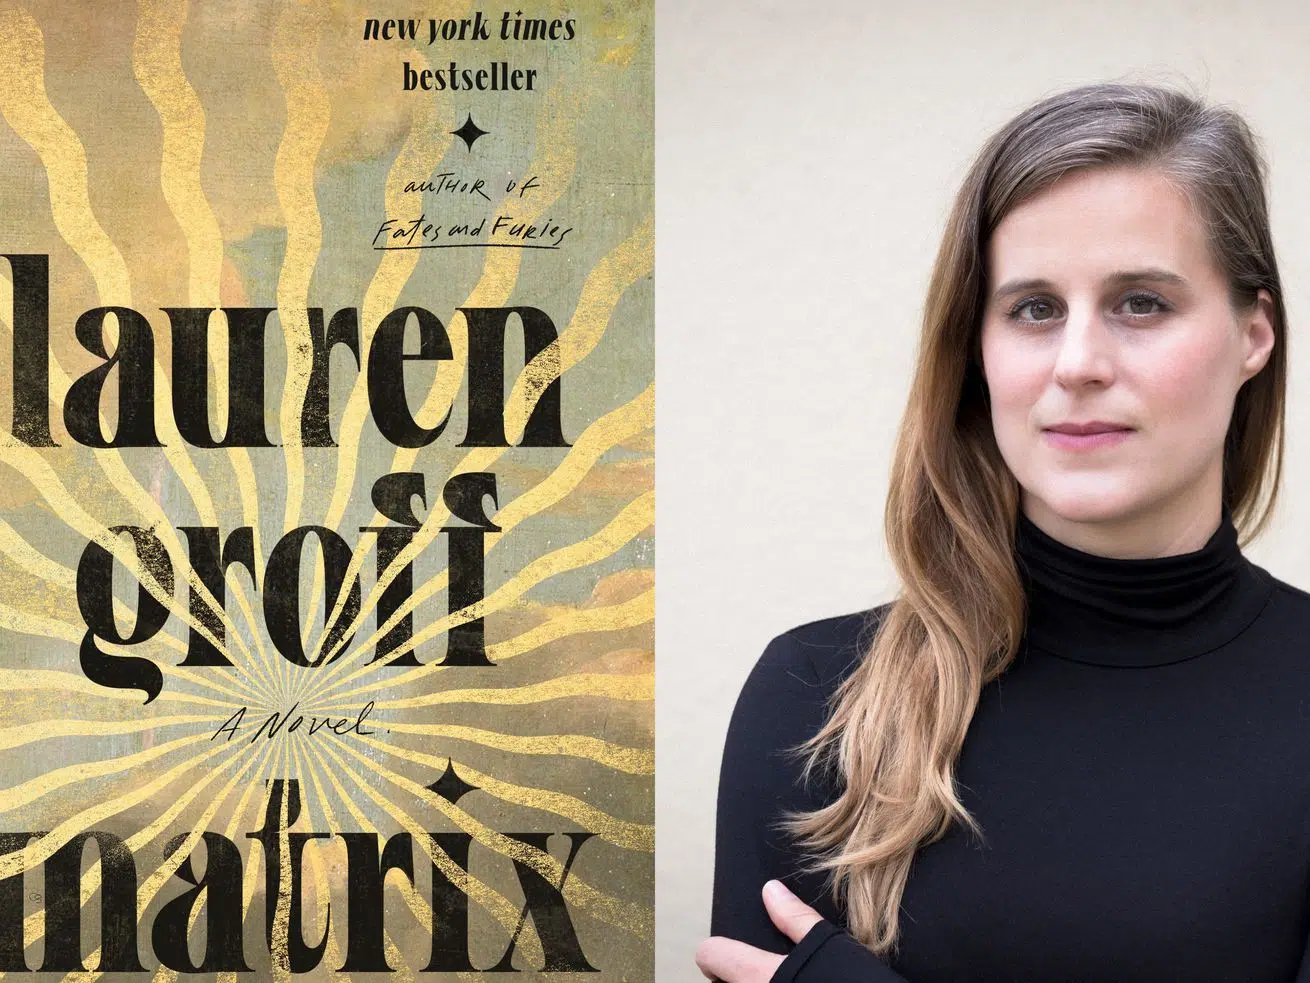 new york times
bestseller
author of
Fates and Furies
lauren
groff
A Novel.
matrix